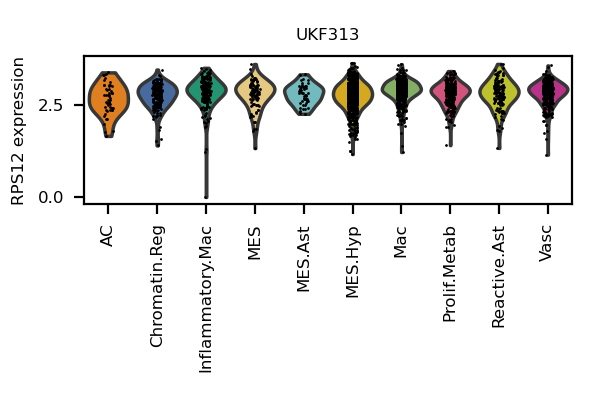 UKF313
RPS12 expression
2.5
0.0
AC
Chromatin.Reg
Inflammatory.Mac
MES
MES.Ast
MES.Hyp
Mac
Prolif.Metab
Reactive.Ast
Vasc